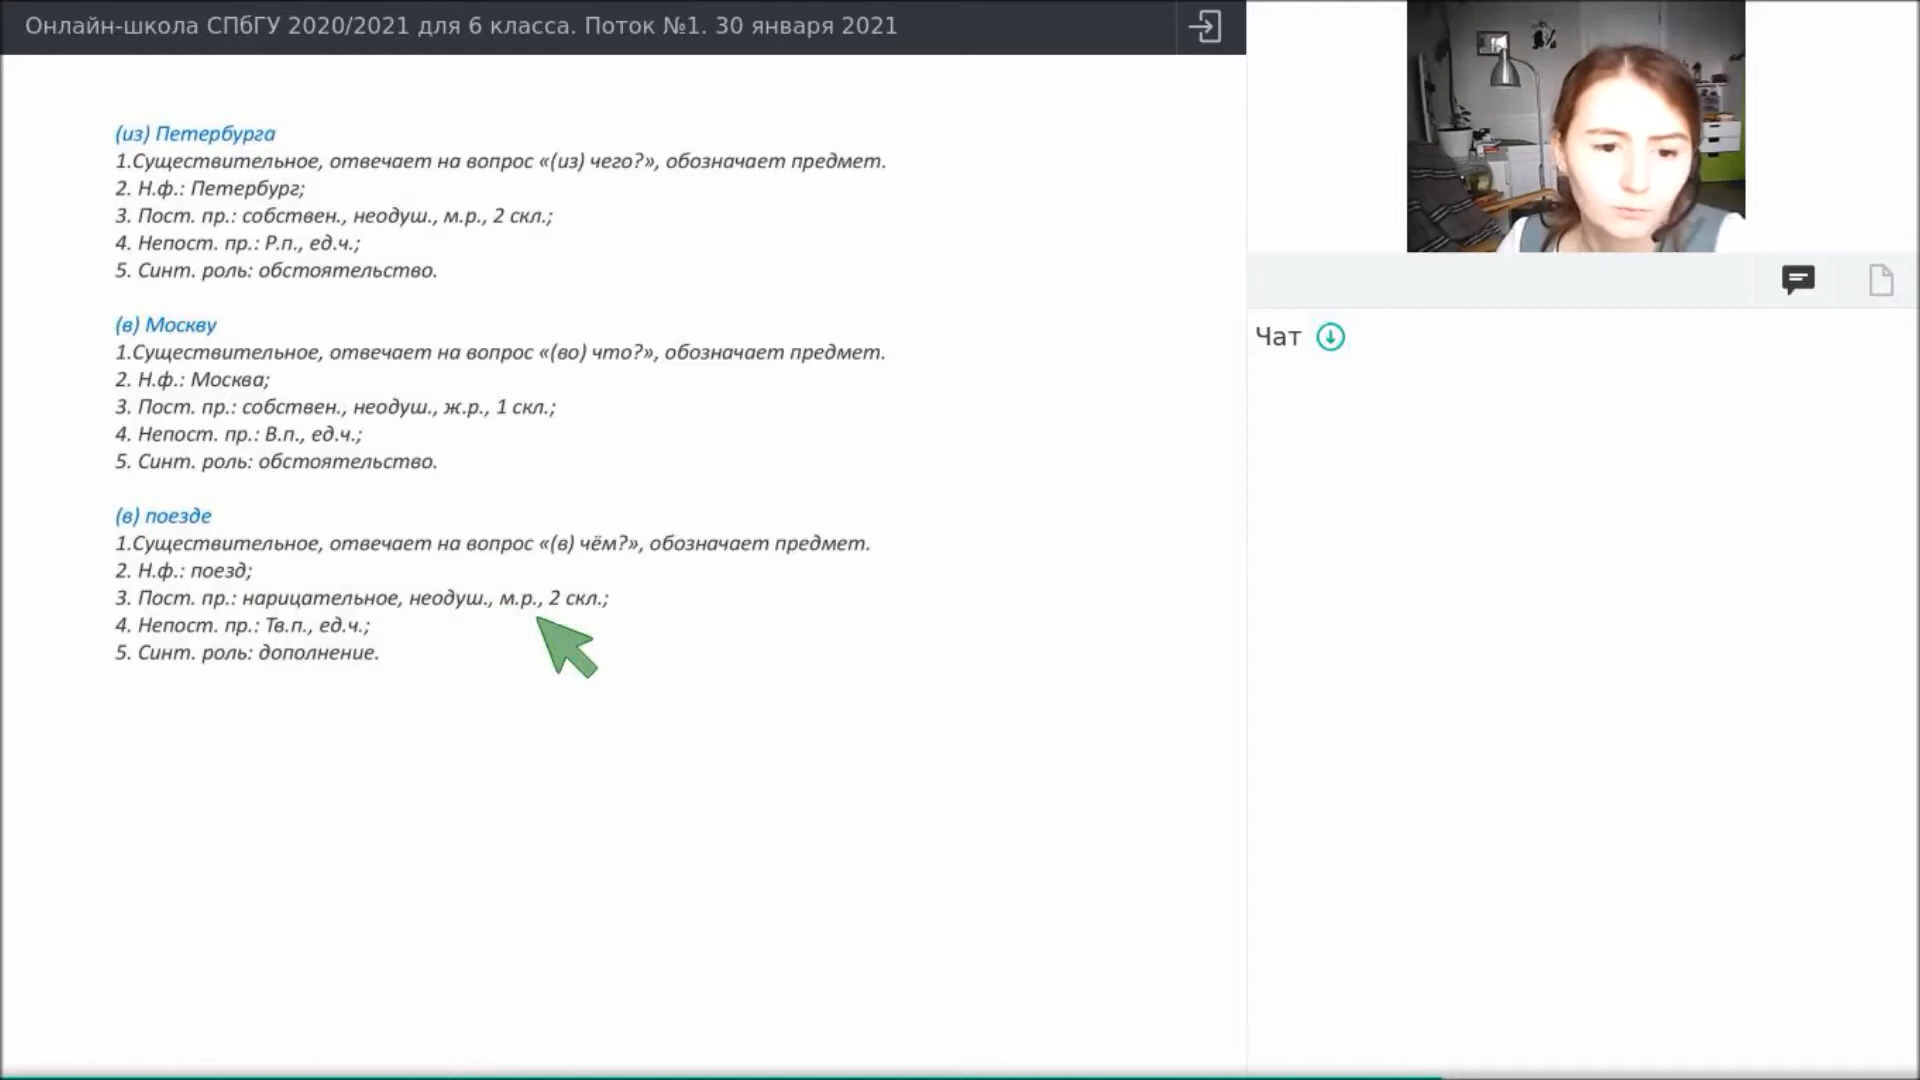 Онлайн-школа СПбГУ 2020/2021 для 6 класса. Поток №1. 30 января 2021
(из) Петербурга
1.Существительное, отвечает на вопрос «(из) чего?», обозначает предмет.
2. Н.ф.: Петербург;
3. Пост. пр.: собствен., неодуш., м.р., 2 скл.;
4. Непост. пр.: Р.п., ед.ч.;
5. Синт. роль: обстоятельство.
(в) Москву
1.Существительное, отвечает на вопрос «(во) что?», обозначает предмет.
2. Н.ф.: Москва;
3. Пост. пр.: собствен., неодуш., ж.р., 1 скл.;
4. Непост. пр.: В.п., ед.ч.;
5. Синт. роль: обстоятельство.
(в) поезде
1.Существительное, отвечает на вопрос «(в) чём?», обозначает предмет.
2. Н.ф.: поезд;
3. Пост. пр.: нарицательное, неодуш., м.р., 2 скл.;
4. Непост. пр.: Тв.п., ед.ч.;
5. Синт. роль: дополнение.
Чат